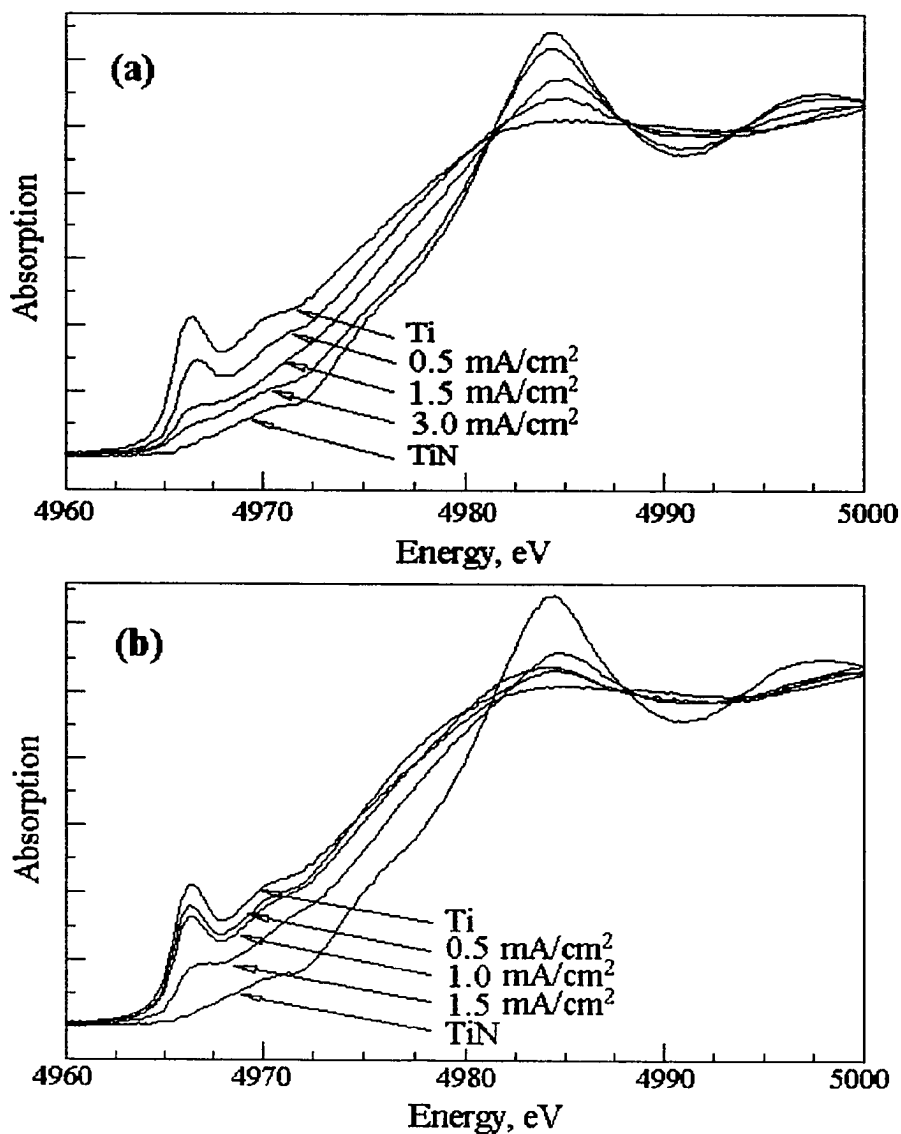 (a)
Absorption
Ti
0.5 mA/cm²
1.5 mA/cm²
3.0 mA/cm²
TiN
4960 4970 4980 4990 5000
Energy, eV
(b)
Absorption
Ti
0.5 mA/cm²
1.0 mA/cm²
1.5 mA/cm²
TiN
4960 4970 4980 4990 5000
Energy, eV